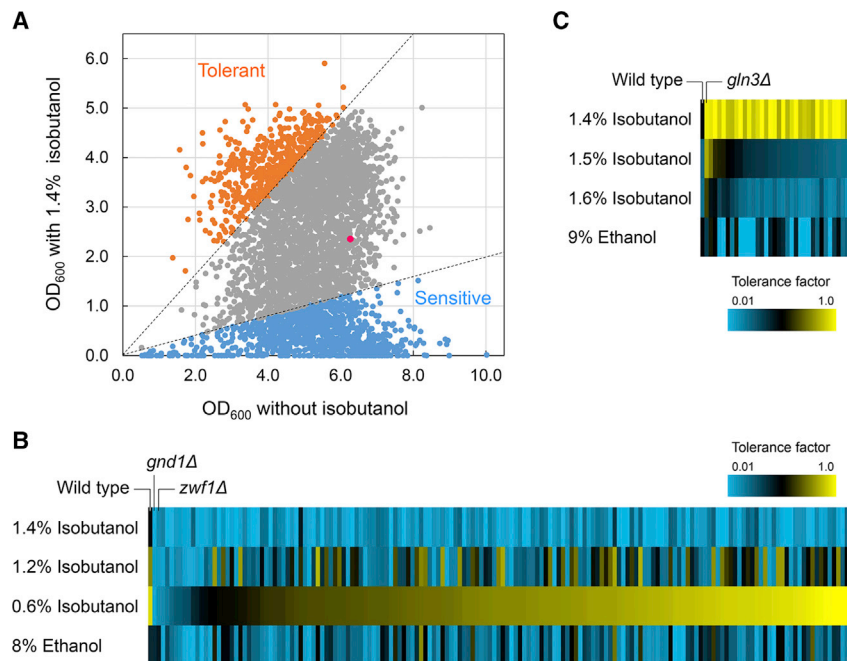 A
OD600 with 1.4% isobutanol
6.0
5.0
4.0
3.0
2.0
1.0
0.0
Tolerant
Sensitive
0.0 2.0 4.0 6.0 8.0 10.0
OD600 without isobutanol
C
Wild type gln3Δ
1.4% Isobutanol
1.5% Isobutanol
1.6% Isobutanol
9% Ethanol
Tolerance factor
0.01 1.0
B
gnd1Δ
Wild type zwf1Δ
Tolerance factor
0.01 1.0
1.4% Isobutanol
1.2% Isobutanol
0.6% Isobutanol
8% Ethanol